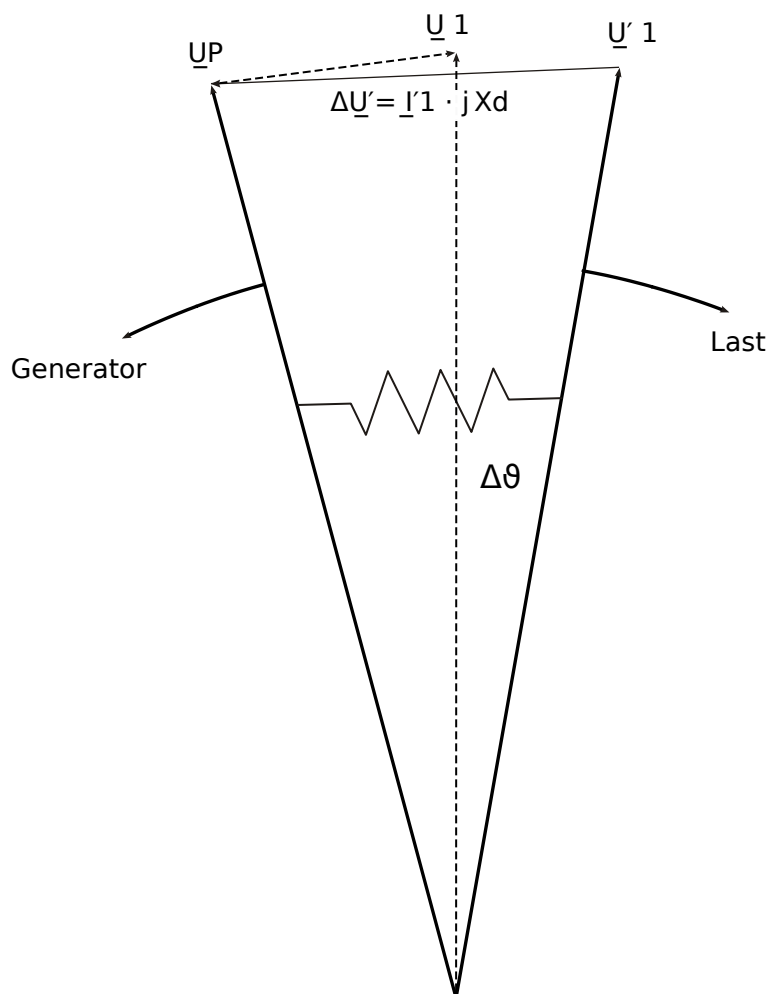 U̲ 1
U̲′ 1
U̲P
ΔU̲′= I̲′1 · j Xd
Last
Generator
Δϑ